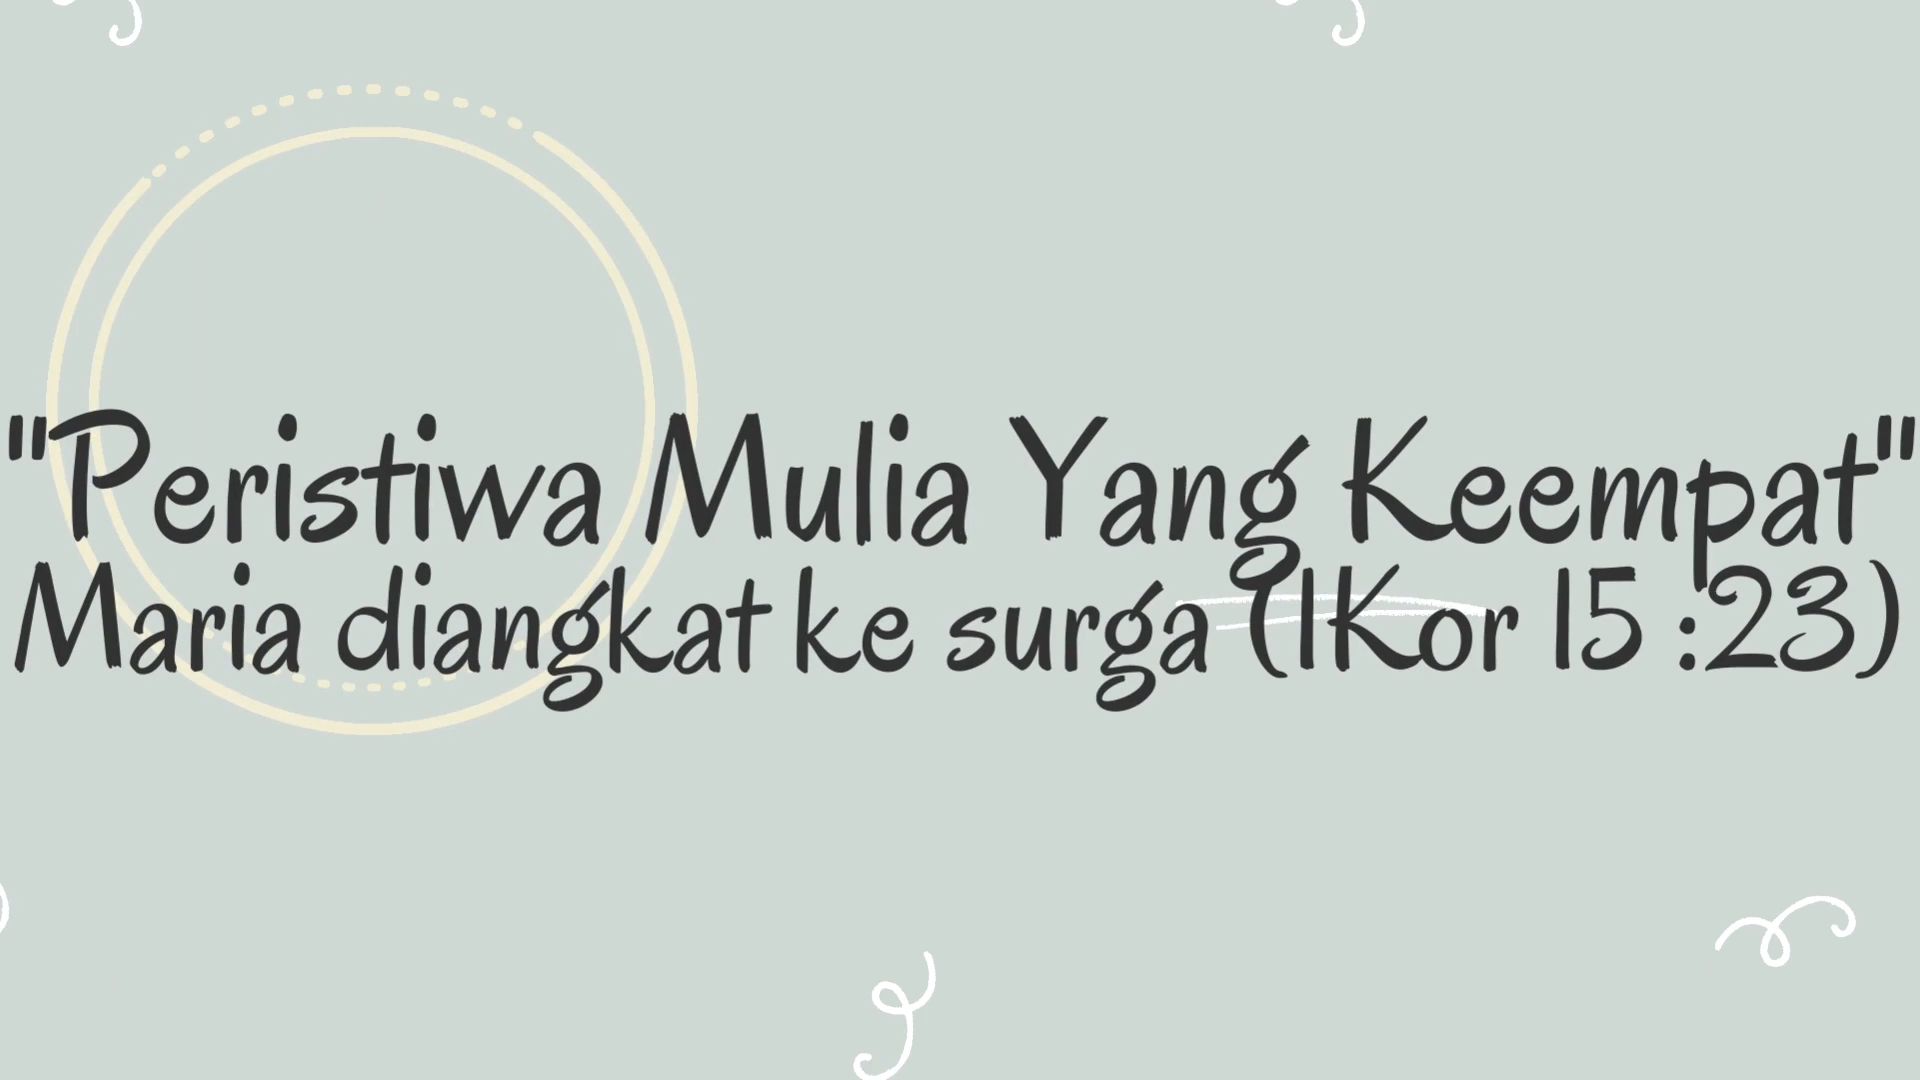 "Peristiwa Mulia Yang Keempat"
Maria diangkat ke surga (1Kor 15 :23)